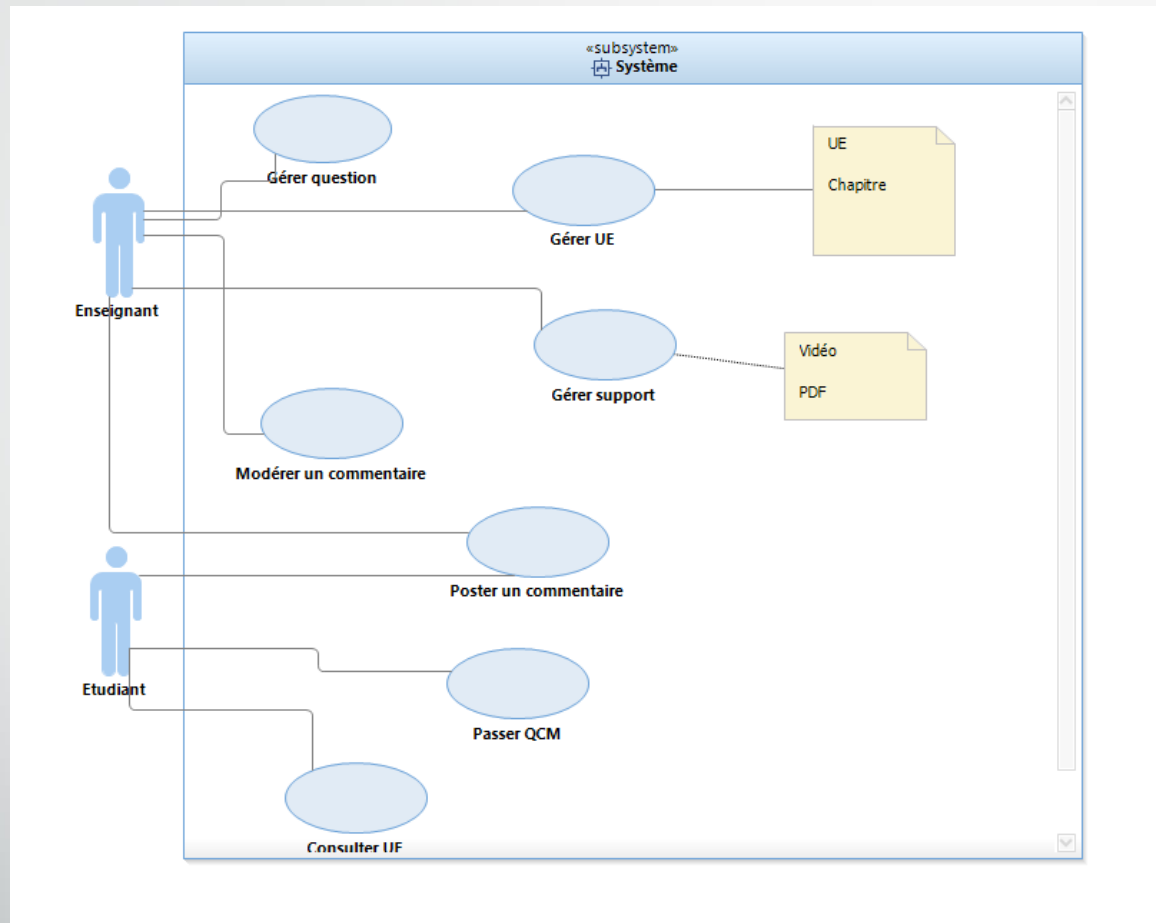 «subsystem»
Système
Gérer question
UE
Chapitre
Gérer UE
Enseignant
Vidéo
PDF
Gérer support
Modérer un commentaire
Poster un commentaire
Etudiant
Passer QCM
Consulter UE